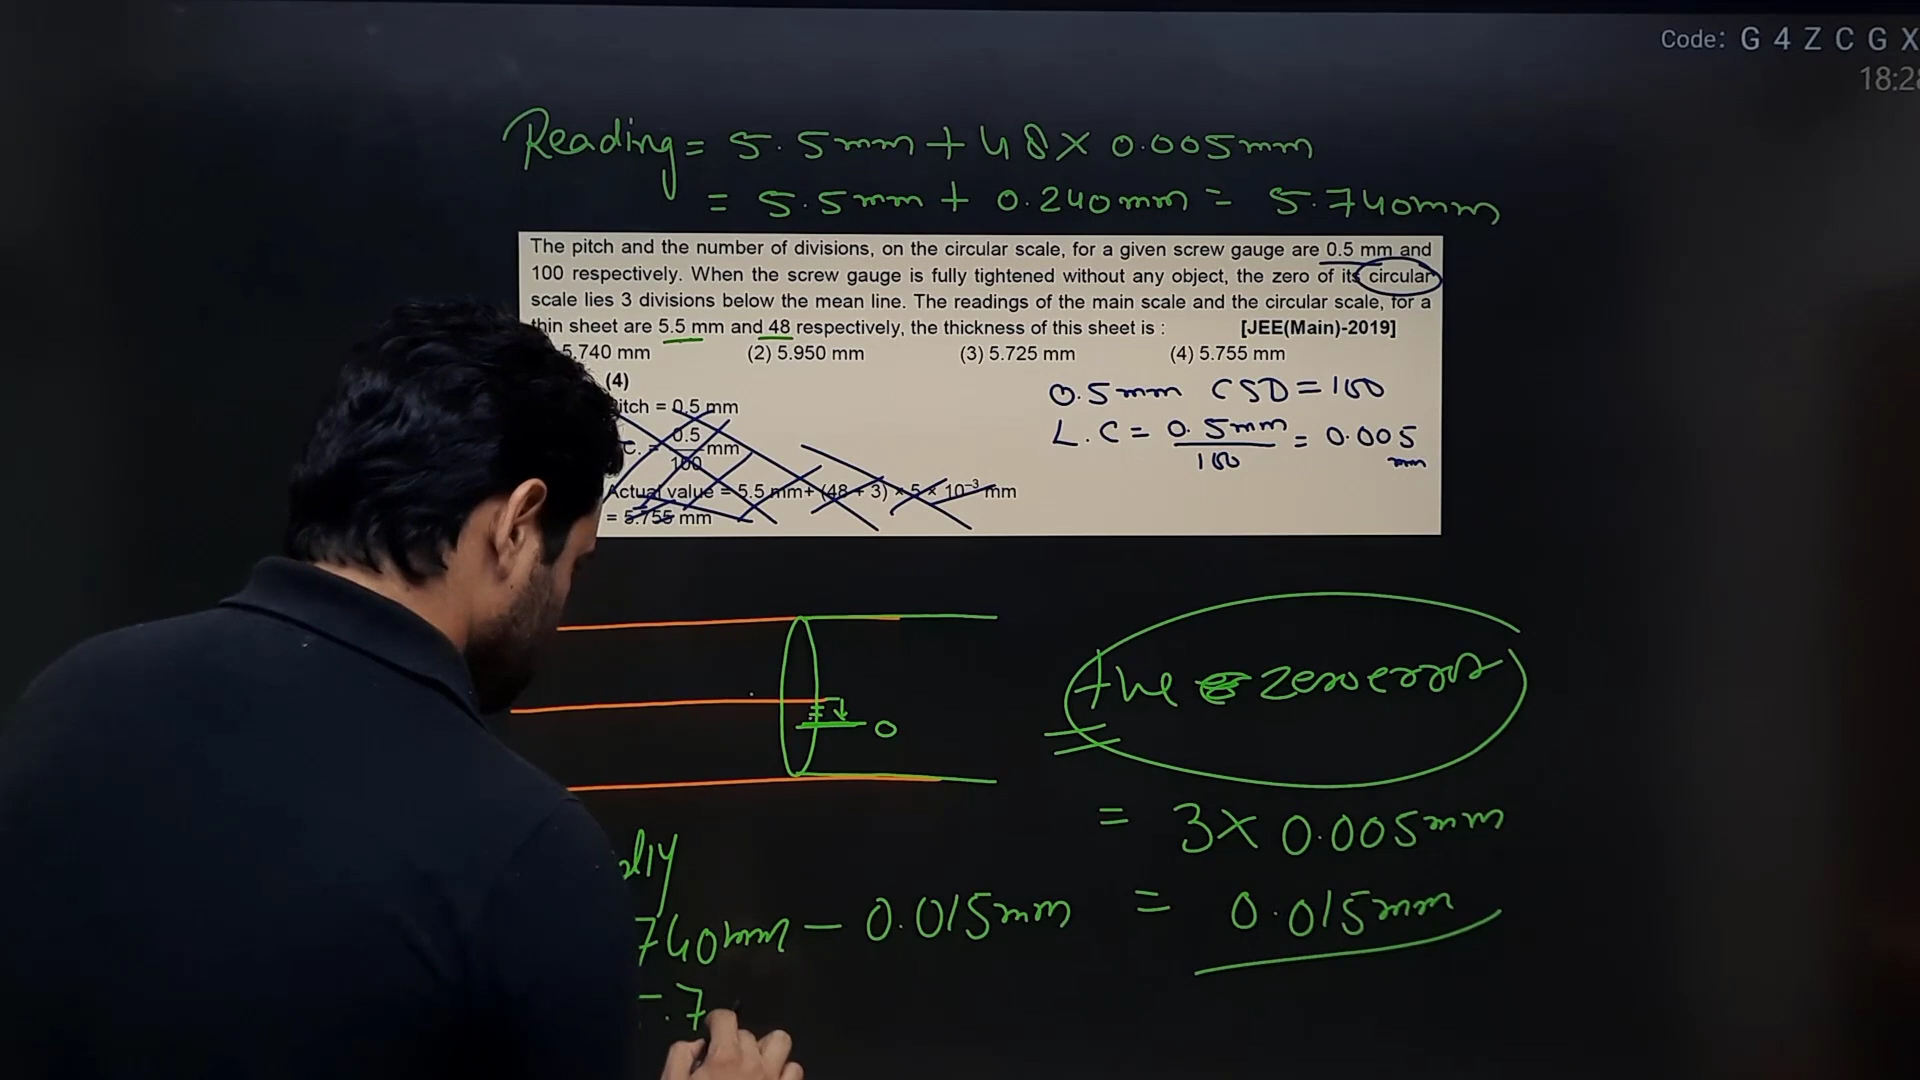 Code: G 4 Z C G X
18:28
Reading = 5.5mm + 48 × 0.005mm
= 5.5mm + 0.240mm = 5.740mm
The pitch and the number of divisions, on the circular scale, for a given screw gauge are 0.5 mm and
100 respectively. When the screw gauge is fully tightened without any object, the zero of its circular
scale lies 3 divisions below the mean line. The readings of the main scale and the circular scale, for a
thin sheet are 5.5 mm and 48 respectively, the thickness of this sheet is : [JEE(Main)-2019]
5.740 mm (2) 5.950 mm (3) 5.725 mm (4) 5.755 mm
(4)
itch = 0.5 mm
C. = 0.5/100 mm
Actual value = 5.5 mm+ (48 + 3) × 5 × 10⁻³ mm
= 5.755 mm
0.5mm CSD = 100
L.C = 0.5mm/100 = 0.005 mm
0
+ve zero error
= 3 × 0.005mm
= 0.015mm
740mm − 0.015mm
.7